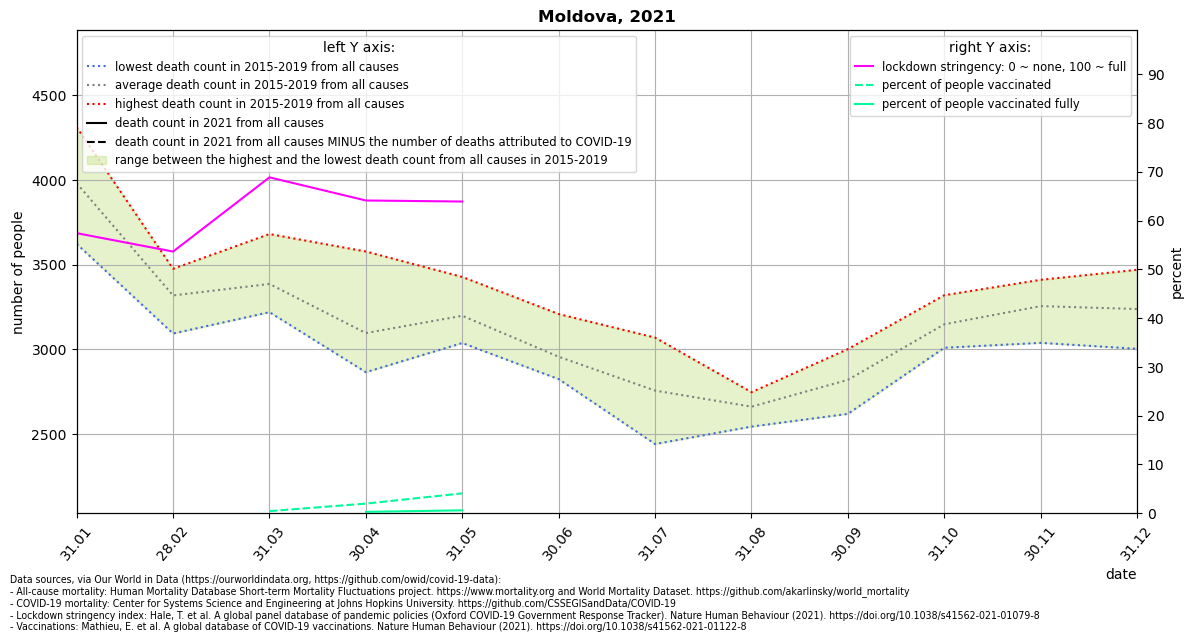 Moldova, 2021
left Y axis:
lowest death count in 2015-2019 from all causes
average death count in 2015-2019 from all causes
highest death count in 2015-2019 from all causes
death count in 2021 from all causes
death count in 2021 from all causes MINUS the number of deaths attributed to COVID-19
range between the highest and the lowest death count from all causes in 2015-2019
right Y axis:
lockdown stringency: 0 ~ none, 100 ~ full
percent of people vaccinated
percent of people vaccinated fully
number of people
4500
4000
3500
3000
2500
percent
90
80
70
60
50
40
30
20
10
0
31.01
28.02
31.03
30.04
31.05
30.06
31.07
31.08
30.09
31.10
30.11
31.12
date
Data sources, via Our World in Data (https://ourworldindata.org, https://github.com/owid/covid-19-data):
- All-cause mortality: Human Mortality Database Short-term Mortality Fluctuations project. https://www.mortality.org and World Mortality Dataset. https://github.com/akarlinsky/world_mortality
- COVID-19 mortality: Center for Systems Science and Engineering at Johns Hopkins University. https://github.com/CSSEGISandData/COVID-19
- Lockdown stringency index: Hale, T. et al. A global panel database of pandemic policies (Oxford COVID-19 Government Response Tracker). Nature Human Behaviour (2021). https://doi.org/10.1038/s41562-021-01079-8
- Vaccinations: Mathieu, E. et al. A global database of COVID-19 vaccinations. Nature Human Behaviour (2021). https://doi.org/10.1038/s41562-021-01122-8